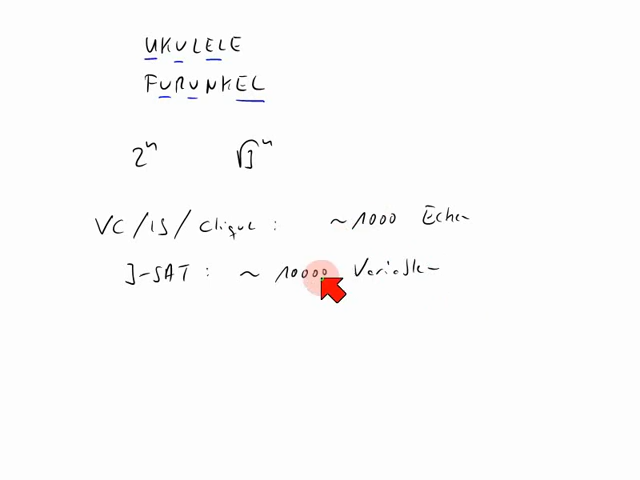 UKULELE
FURUNKEL
2ⁿ √3ⁿ
VC/IS/Clique: ~1000 Ecken
3-SAT: ~ 10000 Variablen